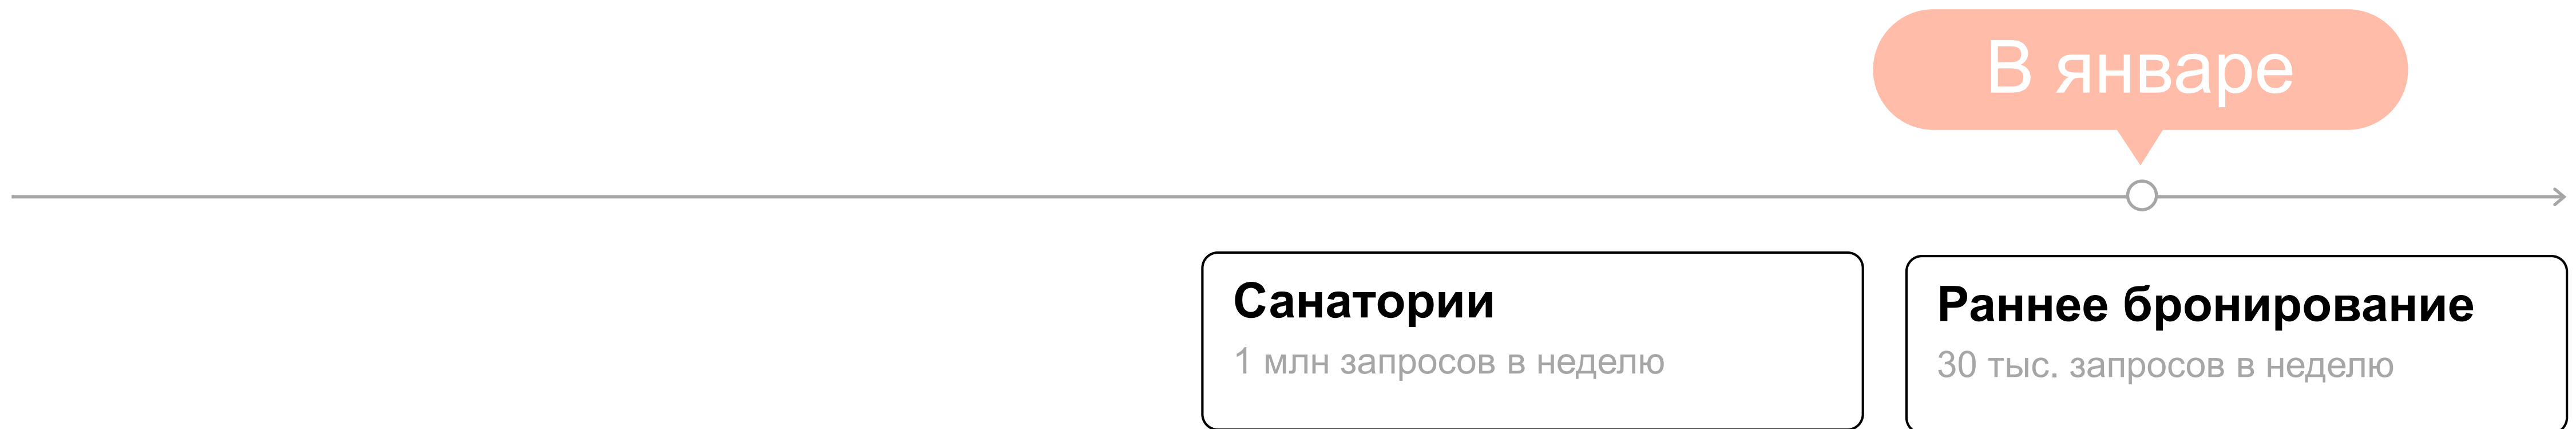 В январе
Санатории
1 млн запросов в неделю
Раннее бронирование
30 тыс. запросов в неделю